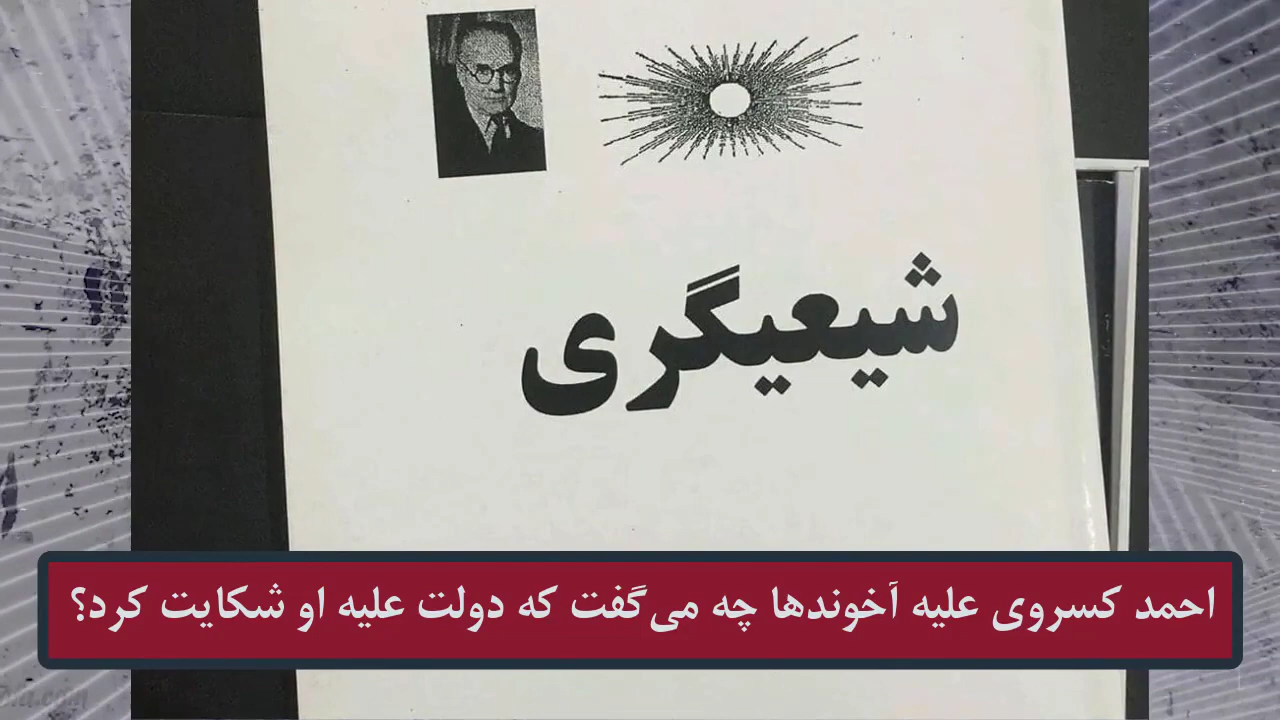 شیعیگری
احمد کسروی علیه آخوندها چه می‌گفت که دولت علیه او شکایت کرد؟